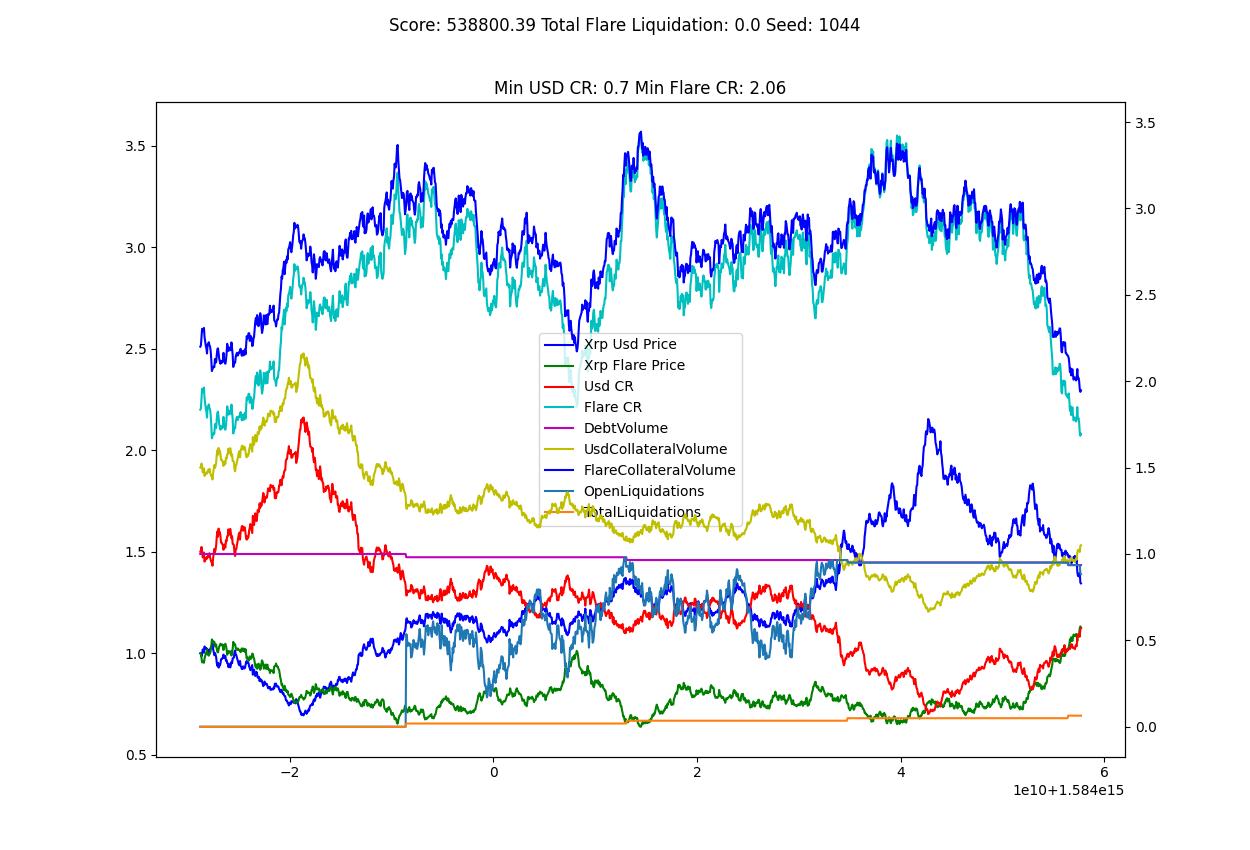 Score: 538800.39 Total Flare Liquidation: 0.0 Seed: 1044
Min USD CR: 0.7 Min Flare CR: 2.06
3.5
3.0
2.5
2.0
1.5
1.0
0.5
3.5
3.0
2.5
2.0
1.5
1.0
0.5
0.0
Xrp Usd Price
Xrp Flare Price
Usd CR
Flare CR
DebtVolume
UsdCollateralVolume
FlareCollateralVolume
OpenLiquidations
TotalLiquidations
−2 0 2 4 6
1e10+1.584e15